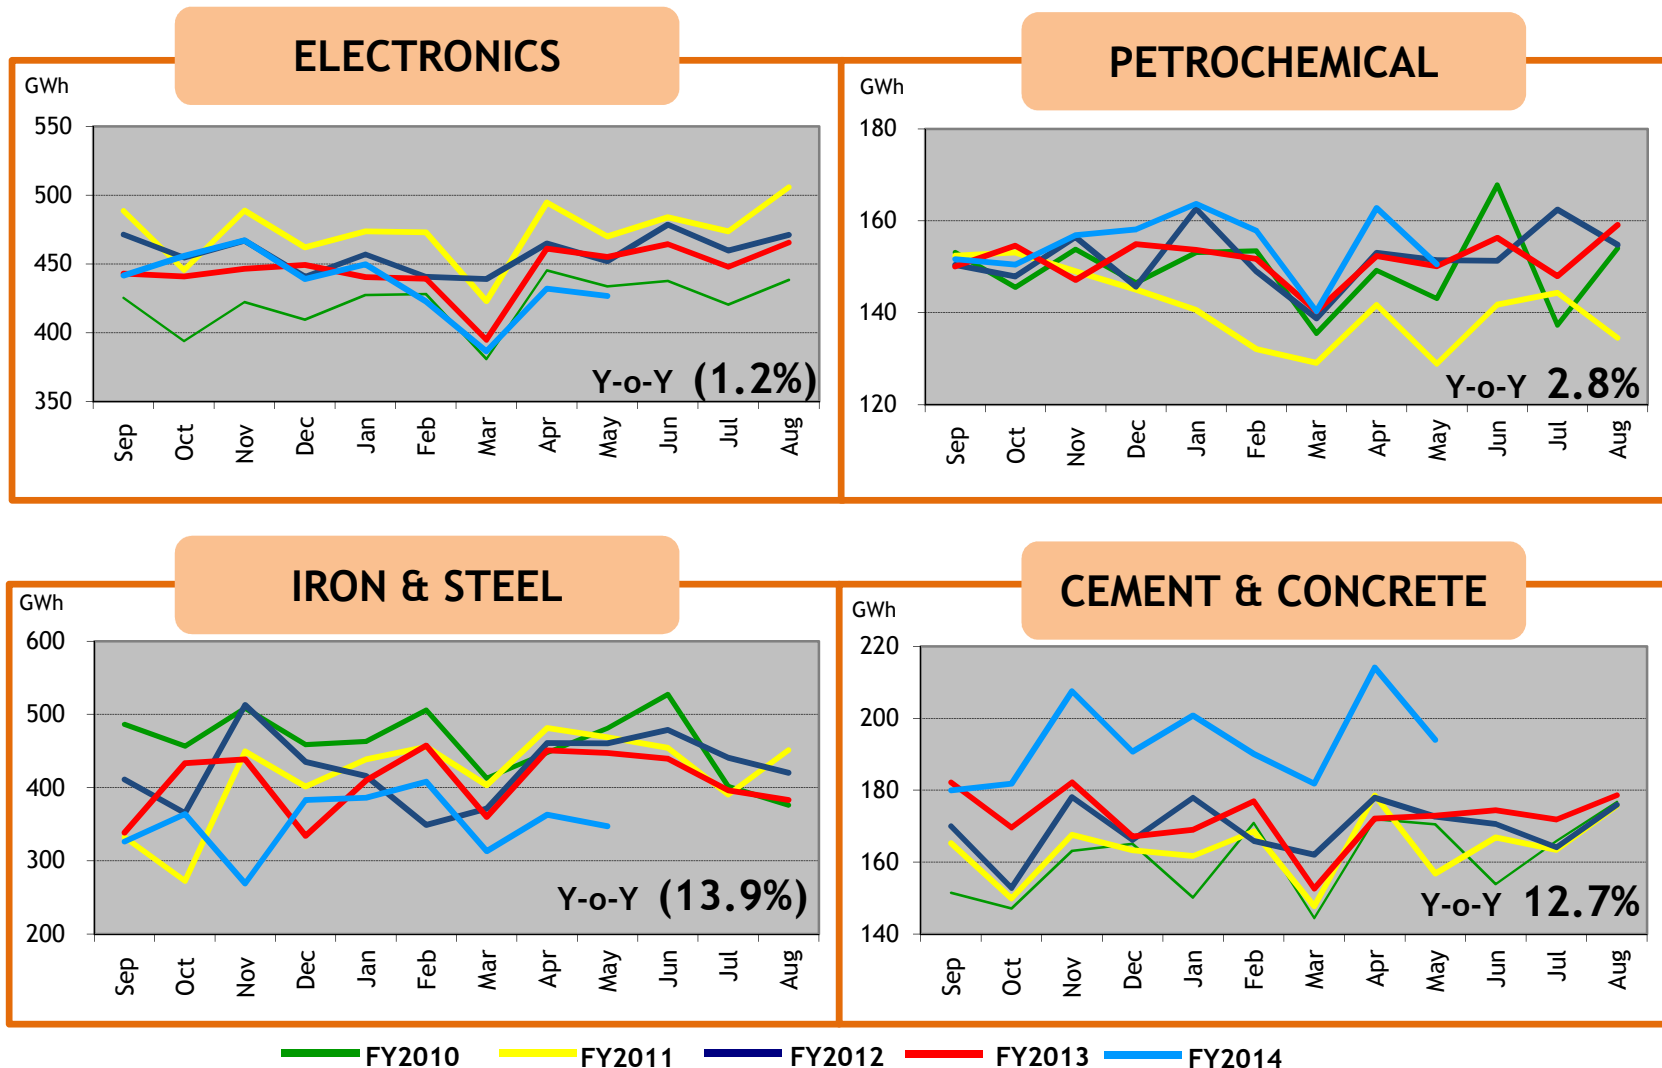 ELECTRONICS
GWh
550
500
450
400
350
Y-o-Y (1.2%)
Sep Oct Nov Dec Jan Feb Mar Apr May Jun Jul Aug
PETROCHEMICAL
GWh
180
160
140
120
Y-o-Y 2.8%
Sep Oct Nov Dec Jan Feb Mar Apr May Jun Jul Aug
IRON & STEEL
GWh
600
500
400
300
200
Y-o-Y (13.9%)
Sep Oct Nov Dec Jan Feb Mar Apr May Jun Jul Aug
CEMENT & CONCRETE
GWh
220
200
180
160
140
Y-o-Y 12.7%
Sep Oct Nov Dec Jan Feb Mar Apr May Jun Jul Aug
FY2010 FY2011 FY2012 FY2013 FY2014